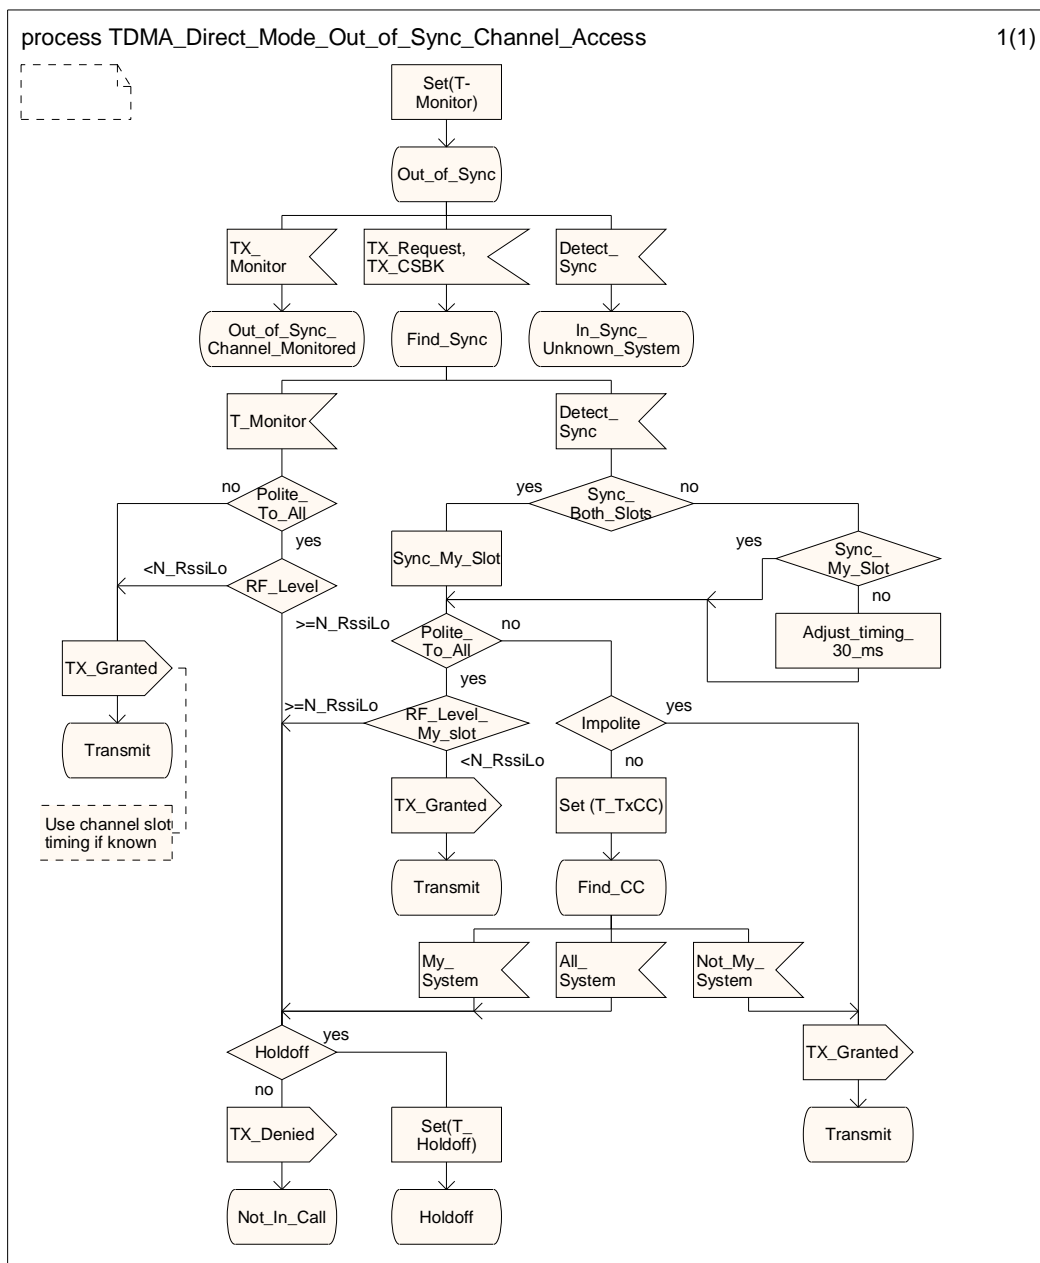 process TDMA_Direct_Mode_Out_of_Sync_Channel_Access 1(1)
Set(T-
Monitor)
Out_of_Sync
TX_
Monitor
TX_Request,
TX_CSBK
Detect_
Sync
Out_of_Sync_
Channel_Monitored
Find_Sync
In_Sync_
Unknown_System
T_Monitor
Detect_
Sync
no
Polite_
To_All
yes
yes
Sync_
Both_Slots
no
<N_RssiLo
RF_Level
Sync_My_Slot
yes
Sync_
My_Slot
no
>=N_RssiLo
Polite_
To_All
no
yes
Adjust_timing_
30_ms
TX_Granted
>=N_RssiLo
RF_Level_
My_slot
<N_RssiLo
Impolite
yes
no
Transmit
Use channel slot
timing if known
TX_Granted
Set (T_TxCC)
Transmit
Find_CC
My_
System
All_
System
Not_My_
System
Holdoff
yes
no
TX_Granted
TX_Denied
Set(T_
Holdoff)
Transmit
Not_In_Call
Holdoff